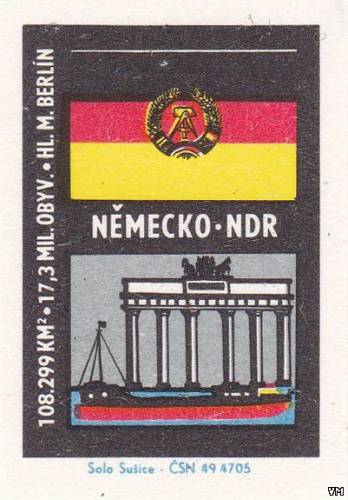 108.299 KM² • 17,3 MIL. OBYV. • HL. M. BERLÍN
NĚMECKO • NDR
Solo Sušice - ČSN 49 4705
VM